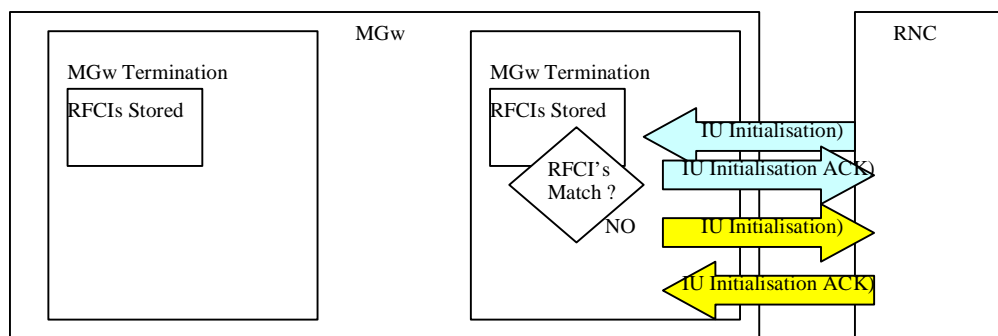 MGw
RNC
MGw Termination
RFCIs Stored
MGw Termination
RFCIs Stored
IU Initialisation)
RFCI's
Match ?
IU Initialisation ACK)
NO
IU Initialisation)
IU Initialisation ACK)